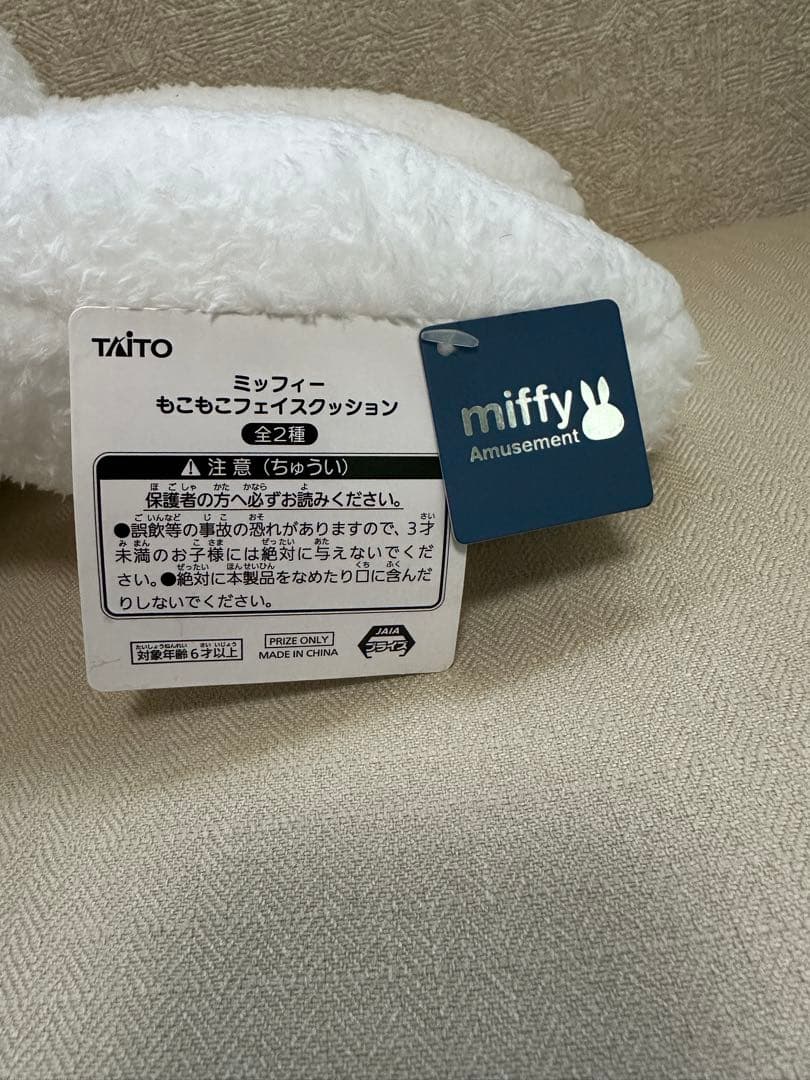 TAITO
ミッフィー
もこもこフェイスクッション
全2種
注意(ちゅうい)
保護者の方へ必ずお読みください。
●誤飲等の事故の恐れがありますので、3才
未満のお子様には絶対に与えないでくだ
さい。●絶対に本製品をなめたり口に含んだ
りしないでください。
対象年齢6才以上
PRIZE ONLY
MADE IN CHINA
JAIA
プライズ
miffy
Amusement